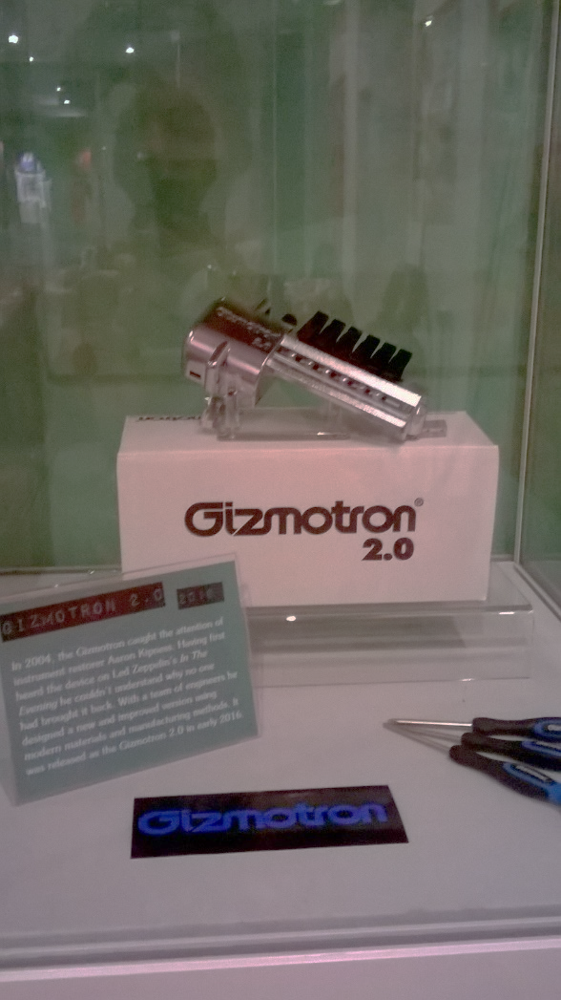 Gizmotron®
2.0
GIZMOTRON 2.0 2016
In 2004, the Gizmotron caught the attention of
instrument restorer Aaron Kipness. Having first
heard the device on Led Zeppelin's In The
Evening he couldn't understand why no one
had brought it back. With a team of engineers he
designed a new and improved version using
modern materials and manufacturing methods. It
was released as the Gizmotron 2.0 in early 2016.
Gizmotron